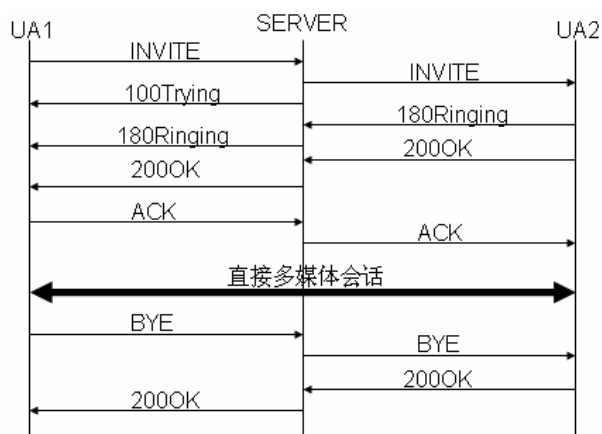 UA1
SERVER
UA2
INVITE
INVITE
100Trying
180Ringing
180Ringing
200OK
200OK
ACK
ACK
直接多媒体会话
BYE
BYE
200OK
200OK